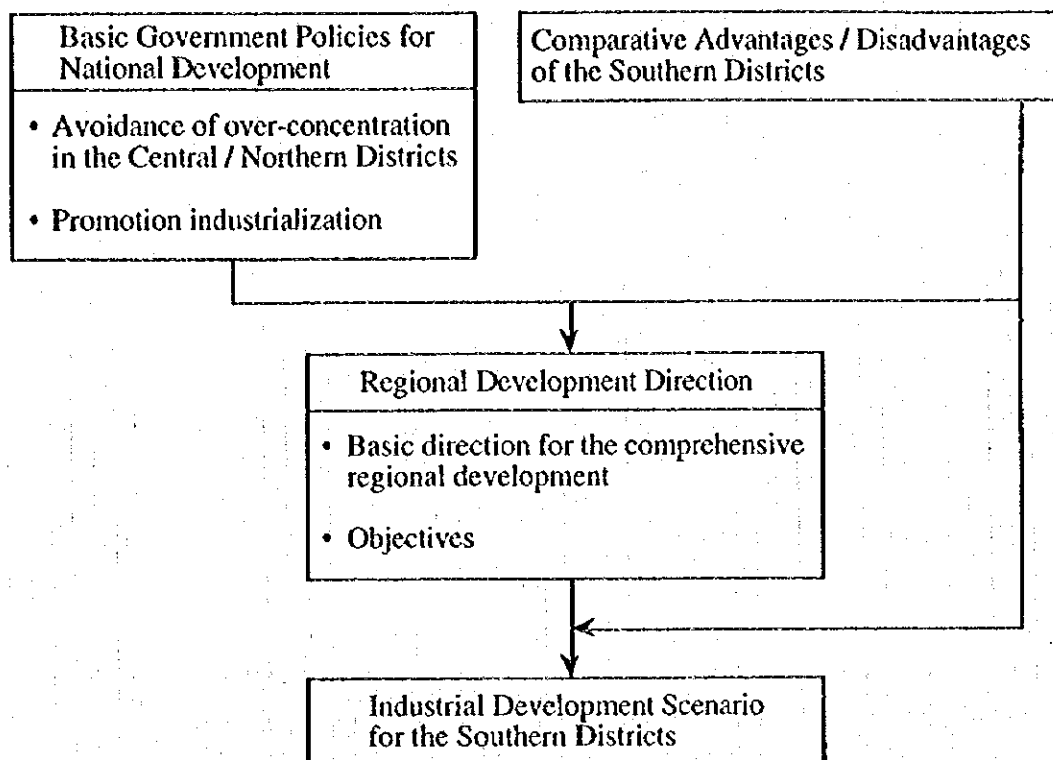 Basic Government Policies for
National Development
• Avoidance of over-concentration
in the Central / Northern Districts
• Promotion industrialization
Comparative Advantages / Disadvantages
of the Southern Districts
Regional Development Direction
• Basic direction for the comprehensive
regional development
• Objectives
Industrial Development Scenario
for the Southern Districts